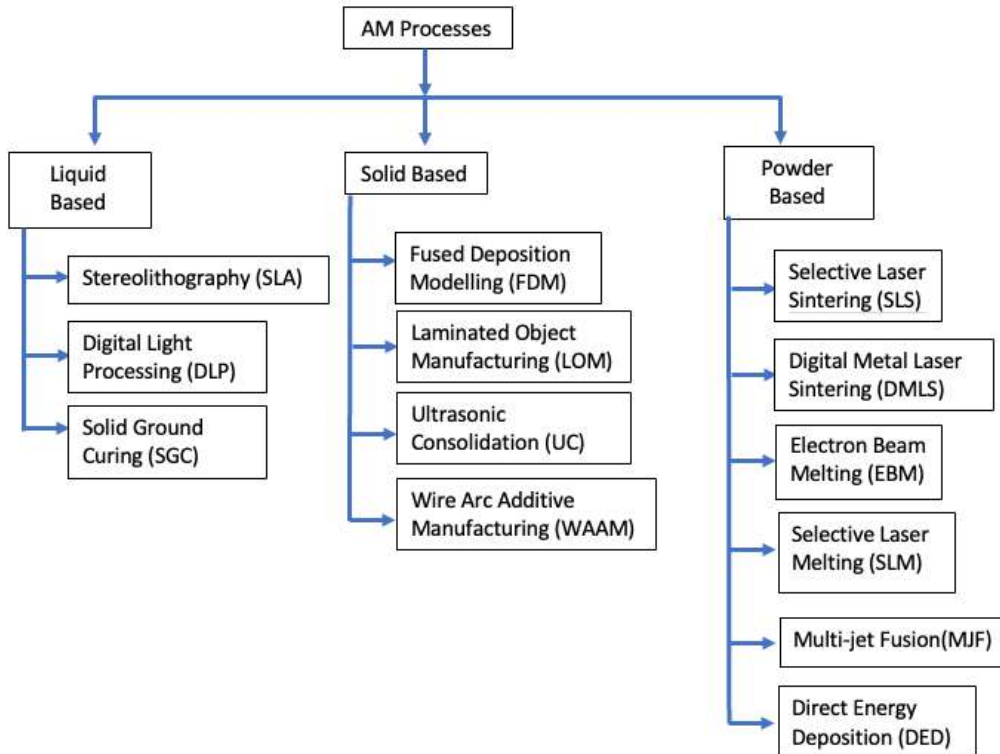 AM Processes
Liquid
Based
Solid Based
Powder
Based
Stereolithography (SLA)
Digital Light
Processing (DLP)
Solid Ground
Curing (SGC)
Fused Deposition
Modelling (FDM)
Laminated Object
Manufacturing (LOM)
Ultrasonic
Consolidation (UC)
Wire Arc Additive
Manufacturing (WAAM)
Selective Laser
Sintering (SLS)
Digital Metal Laser
Sintering (DMLS)
Electron Beam
Melting (EBM)
Selective Laser
Melting (SLM)
Multi-jet Fusion(MJF)
Direct Energy
Deposition (DED)